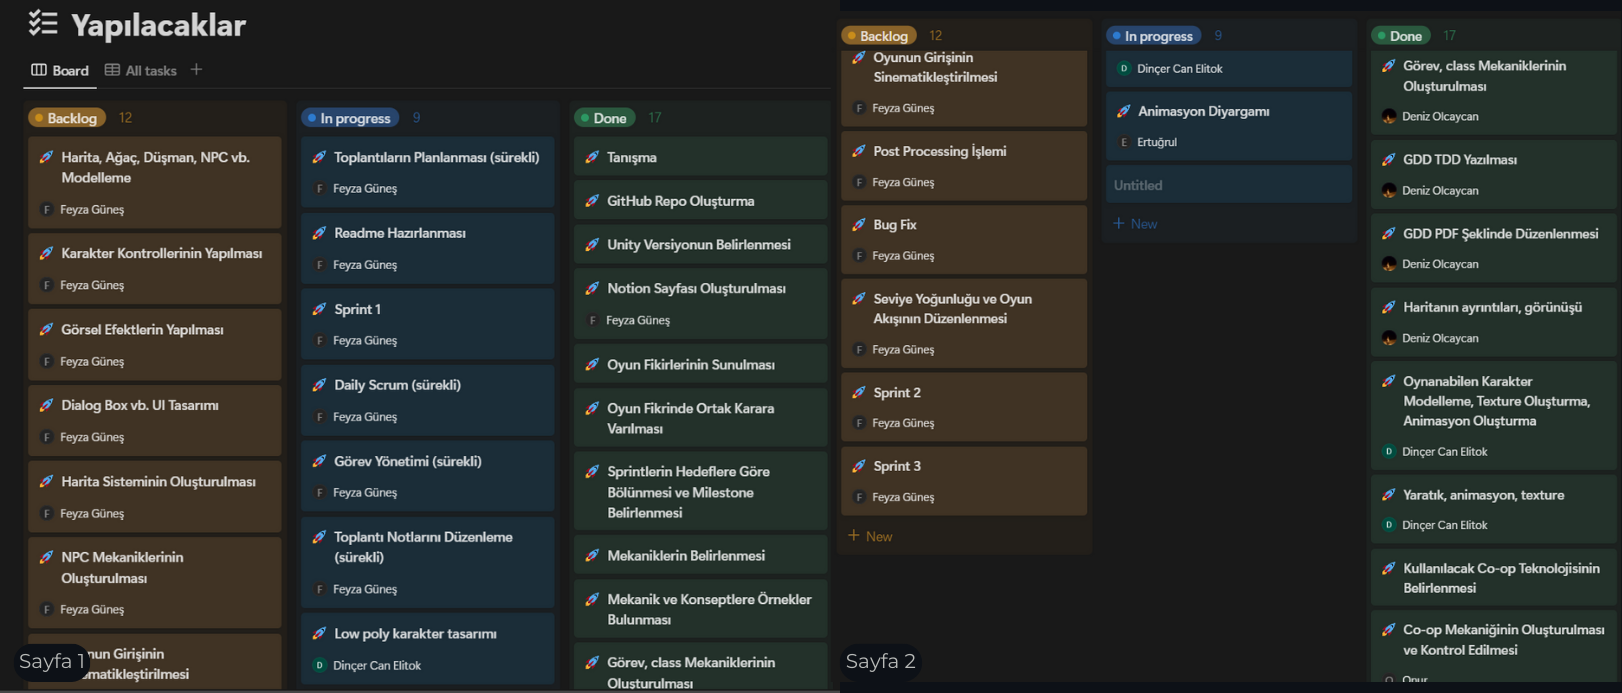 Yapılacaklar
Board
All tasks
Backlog 12
Harita, Ağaç, Düşman, NPC vb.
Modelleme
F Feyza Güneş
Karakter Kontrollerinin Yapılması
F Feyza Güneş
Görsel Efektlerin Yapılması
F Feyza Güneş
Dialog Box vb. UI Tasarımı
F Feyza Güneş
Harita Sisteminin Oluşturulması
F Feyza Güneş
NPC Mekaniklerinin
Oluşturulması
F Feyza Güneş
nun Girişinin
ematikleştirilmesi
Sayfa 1
In progress 9
Toplantıların Planlanması (sürekli)
F Feyza Güneş
Readme Hazırlanması
F Feyza Güneş
Sprint 1
F Feyza Güneş
Daily Scrum (sürekli)
F Feyza Güneş
Görev Yönetimi (sürekli)
F Feyza Güneş
Toplantı Notlarını Düzenleme
(sürekli)
F Feyza Güneş
Low poly karakter tasarımı
D Dinçer Can Elitok
Done 17
Tanışma
GitHub Repo Oluşturma
Unity Versiyonun Belirlenmesi
Notion Sayfası Oluşturulması
F Feyza Güneş
Oyun Fikirlerinin Sunulması
Oyun Fikrinde Ortak Karara
Varılması
Sprintlerin Hedeflere Göre
Bölünmesi ve Milestone
Belirlenmesi
Mekaniklerin Belirlenmesi
Mekanik ve Konseptlere Örnekler
Bulunması
Görev, class Mekaniklerinin
Oluşturulması
Backlog 12
Oyunun Girişinin
Sinematikleştirilmesi
F Feyza Güneş
Post Processing İşlemi
F Feyza Güneş
Bug Fix
F Feyza Güneş
Seviye Yoğunluğu ve Oyun
Akışının Düzenlenmesi
F Feyza Güneş
Sprint 2
F Feyza Güneş
Sprint 3
F Feyza Güneş
+ New
Sayfa 2
In progress 9
D Dinçer Can Elitok
Animasyon Diyargamı
E Ertuğrul
Untitled
+ New
Done 17
Görev, class Mekaniklerinin
Oluşturulması
Deniz Olcaycan
GDD TDD Yazılması
Deniz Olcaycan
GDD PDF Şeklinde Düzenlenmesi
Deniz Olcaycan
Haritanın ayrıntıları, görünüşü
Deniz Olcaycan
Oynanabilen Karakter
Modelleme, Texture Oluşturma,
Animasyon Oluşturma
D Dinçer Can Elitok
Yaratık, animasyon, texture
D Dinçer Can Elitok
Kullanılacak Co-op Teknolojisinin
Belirlenmesi
Co-op Mekaniğinin Oluşturulması
ve Kontrol Edilmesi
O Onur